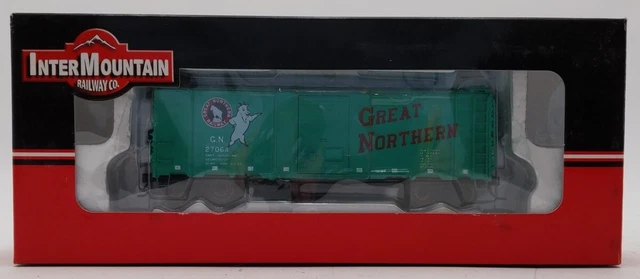 INTERMOUNTAIN
RAILWAY CO.
GREAT
NORTHERN
G.N.
27064